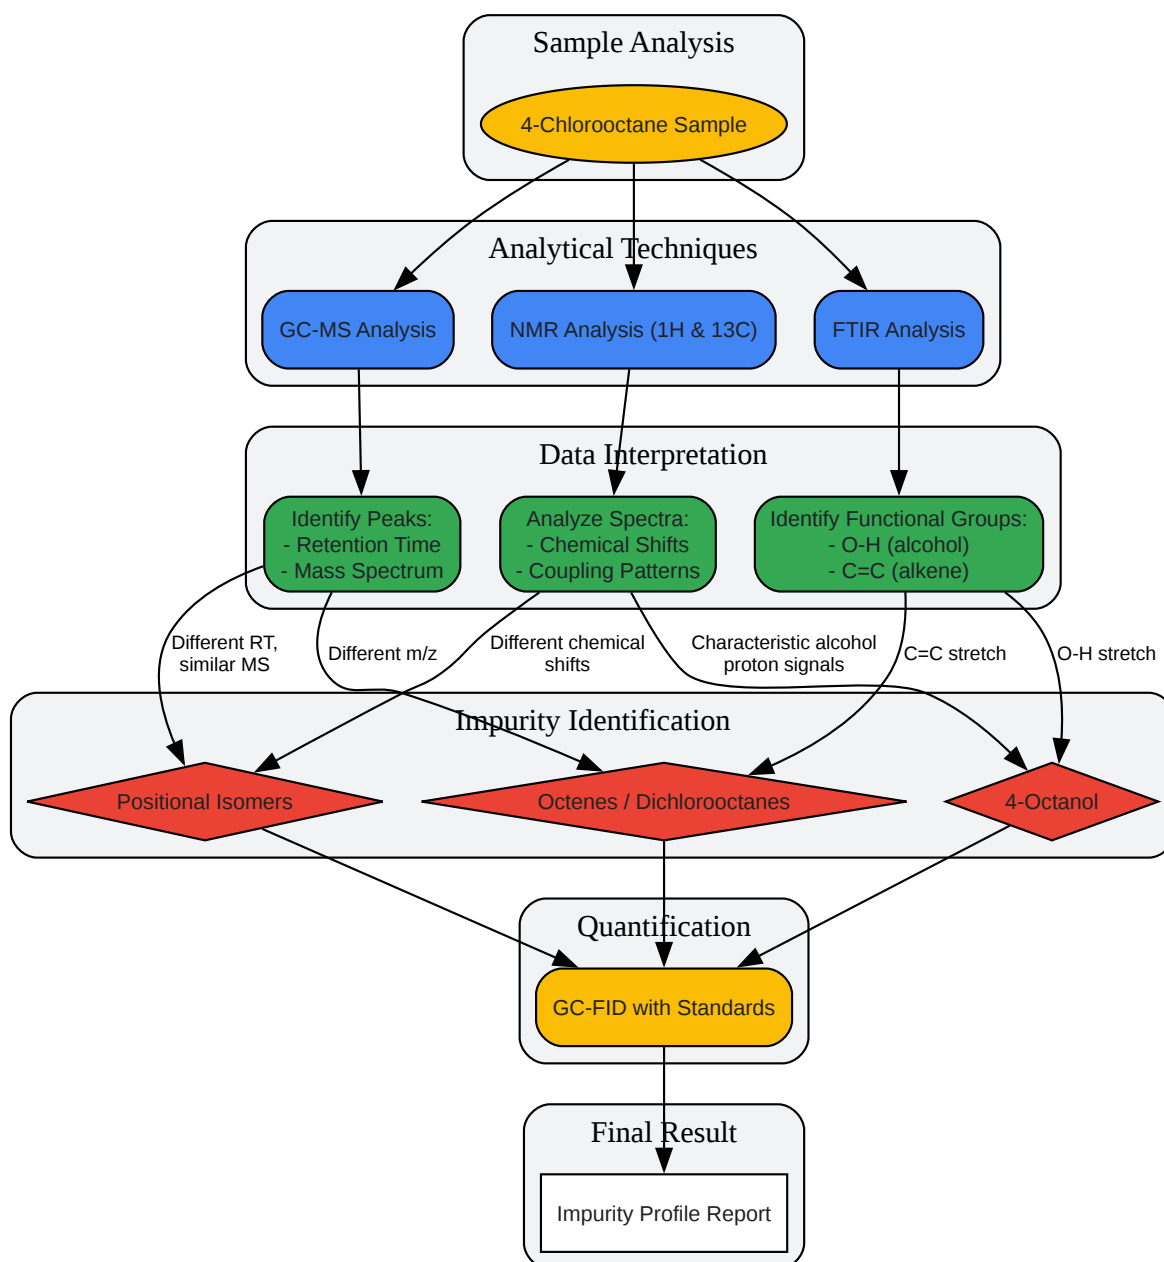 Sample Analysis
4-Chlorooctane Sample
Analytical Techniques
GC-MS Analysis
NMR Analysis (1H & 13C)
FTIR Analysis
Data Interpretation
Identify Peaks:
- Retention Time
- Mass Spectrum
Analyze Spectra:
- Chemical Shifts
- Coupling Patterns
Identify Functional Groups:
- O-H (alcohol)
- C=C (alkene)
Different RT,
similar MS
Different m/z
Different chemical
shifts
Characteristic alcohol
proton signals
C=C stretch
O-H stretch
Impurity Identification
Positional Isomers
Octenes / Dichlorooctanes
4-Octanol
Quantification
GC-FID with Standards
Final Result
Impurity Profile Report